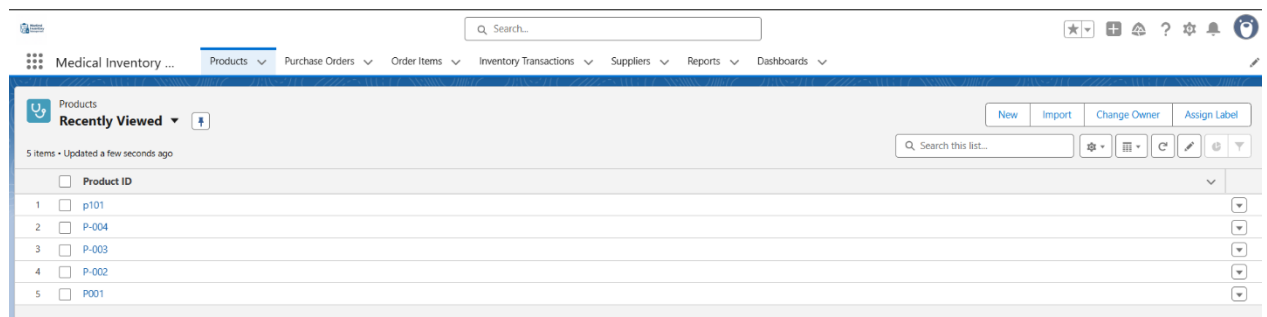 Search...
Medical Inventory ... Products Purchase Orders Order Items Inventory Transactions Suppliers Reports Dashboards
Products
Recently Viewed
New Import Change Owner Assign Label
5 items • Updated a few seconds ago
Search this list...
Product ID
1 p101
2 P-004
3 P-003
4 P-002
5 P001